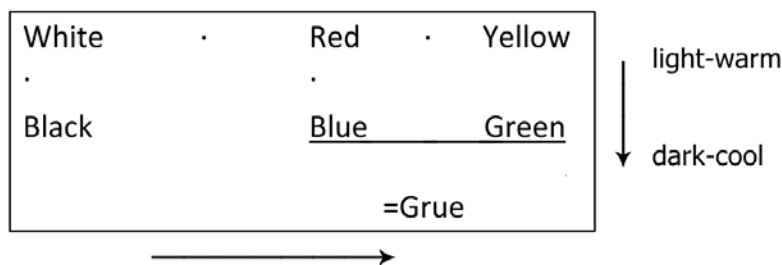 White · Red · Yellow
light-warm
· ·
Black Blue Green
dark-cool
=Grue